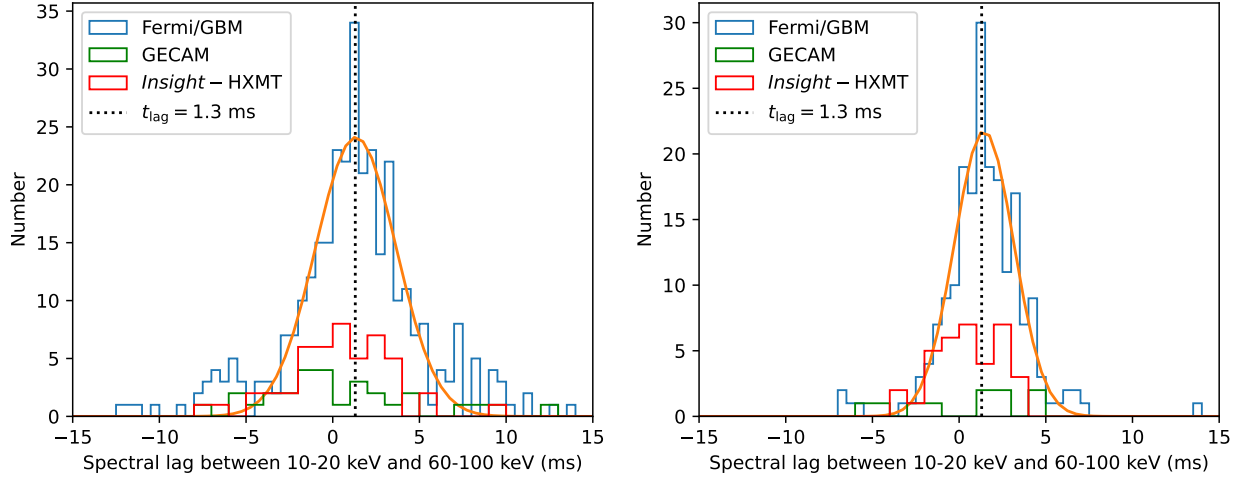 35
30
25
20
15
10
5
0
Number
Fermi/GBM
GECAM
Insight − HXMT
t_lag = 1.3 ms
−15 −10 −5 0 5 10 15
Spectral lag between 10-20 keV and 60-100 keV (ms)
30
25
20
15
10
5
0
Number
Fermi/GBM
GECAM
Insight − HXMT
t_lag = 1.3 ms
−15 −10 −5 0 5 10 15
Spectral lag between 10-20 keV and 60-100 keV (ms)